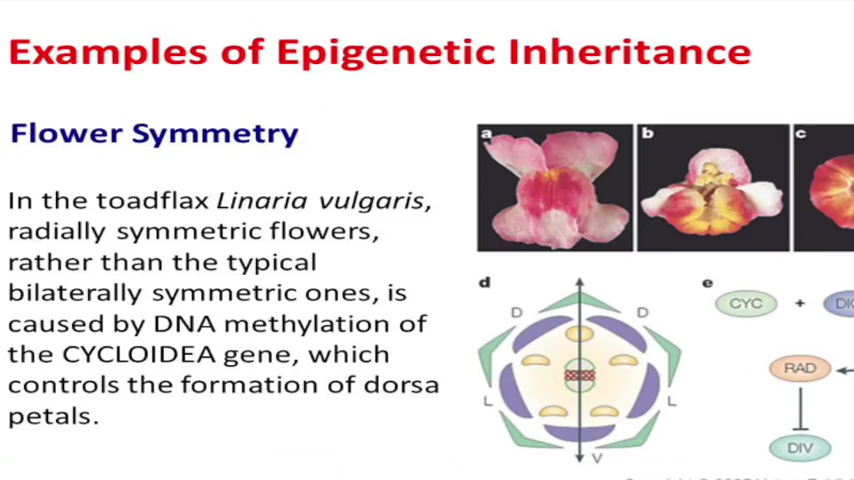 Examples of Epigenetic Inheritance
Flower Symmetry
In the toadflax Linaria vulgaris,
radially symmetric flowers,
rather than the typical
bilaterally symmetric ones, is
caused by DNA methylation of
the CYCLOIDEA gene, which
controls the formation of dorsa
petals.
a
b
c
d
e
D
D
L
L
V
CYC
+
RAD
DIV